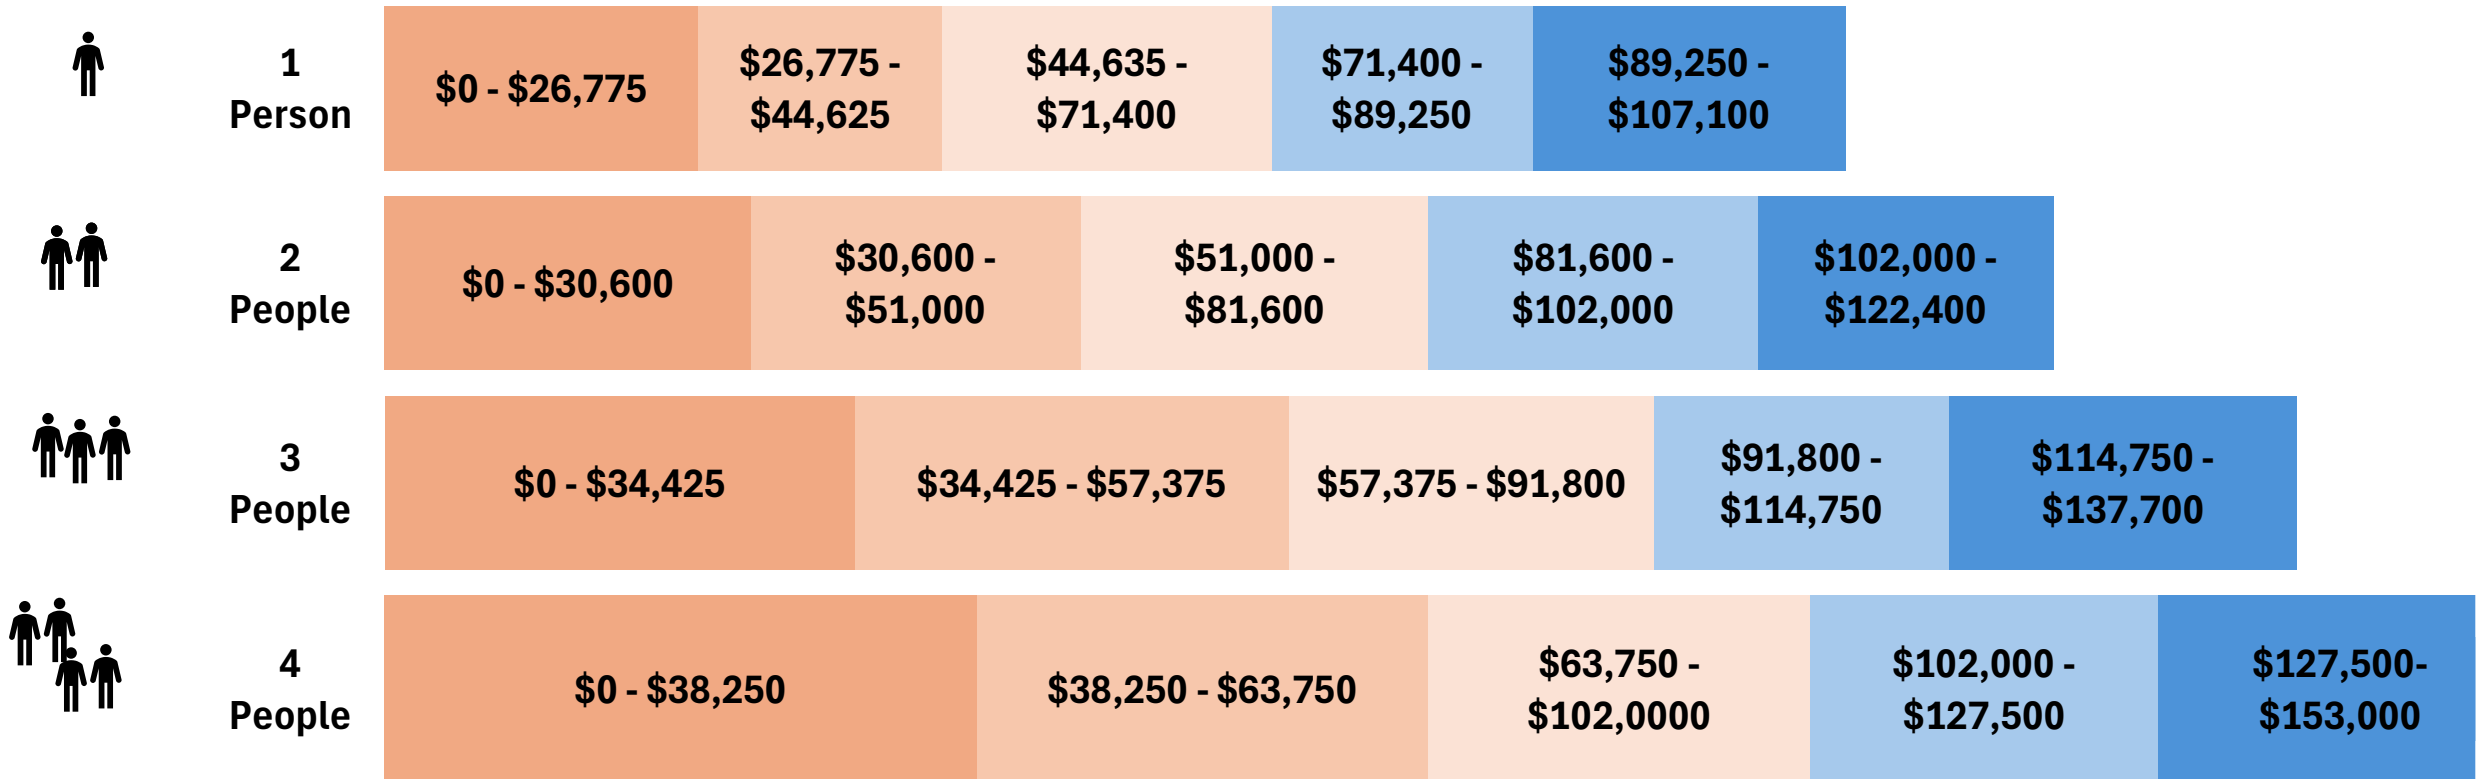 1
Person
$0 - $26,775
$26,775 -
$44,625
$44,635 -
$71,400
$71,400 -
$89,250
$89,250 -
$107,100
2
People
$0 - $30,600
$30,600 -
$51,000
$51,000 -
$81,600
$81,600 -
$102,000
$102,000 -
$122,400
3
People
$0 - $34,425
$34,425 - $57,375
$57,375 - $91,800
$91,800 -
$114,750
$114,750 -
$137,700
4
People
$0 - $38,250
$38,250 - $63,750
$63,750 -
$102,0000
$102,000 -
$127,500
$127,500-
$153,000